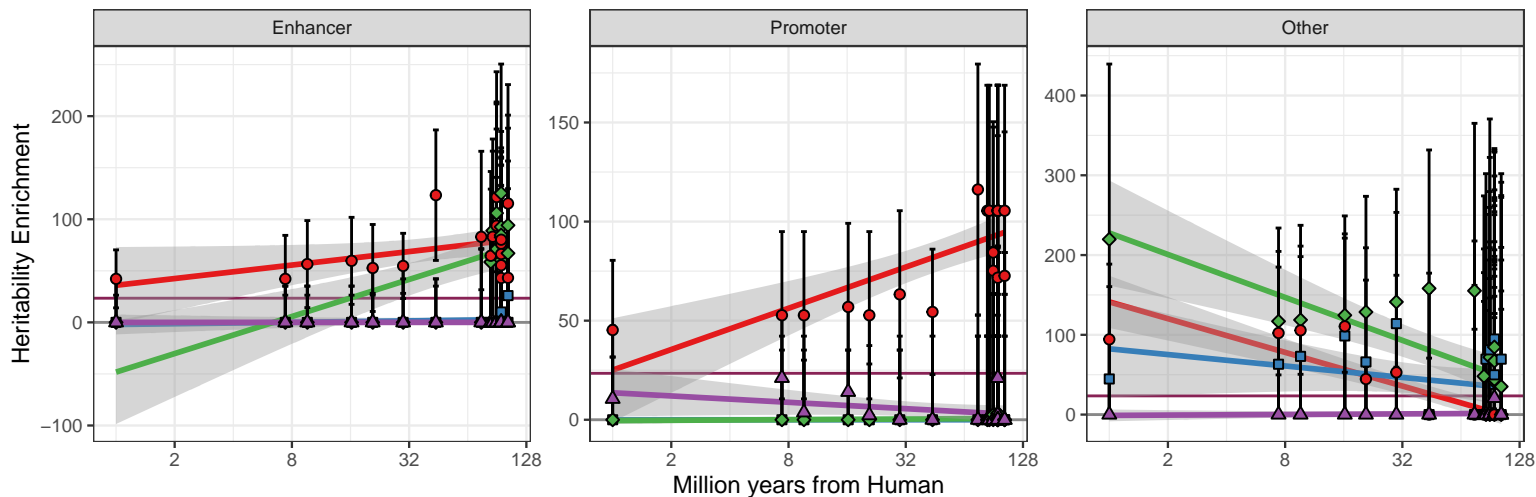 Enhancer
Promoter
Other
Heritability Enrichment
200
100
0
−100
150
100
50
0
400
300
200
100
0
2 8 32 128
2 8 32 128
2 8 32 128
Million years from Human